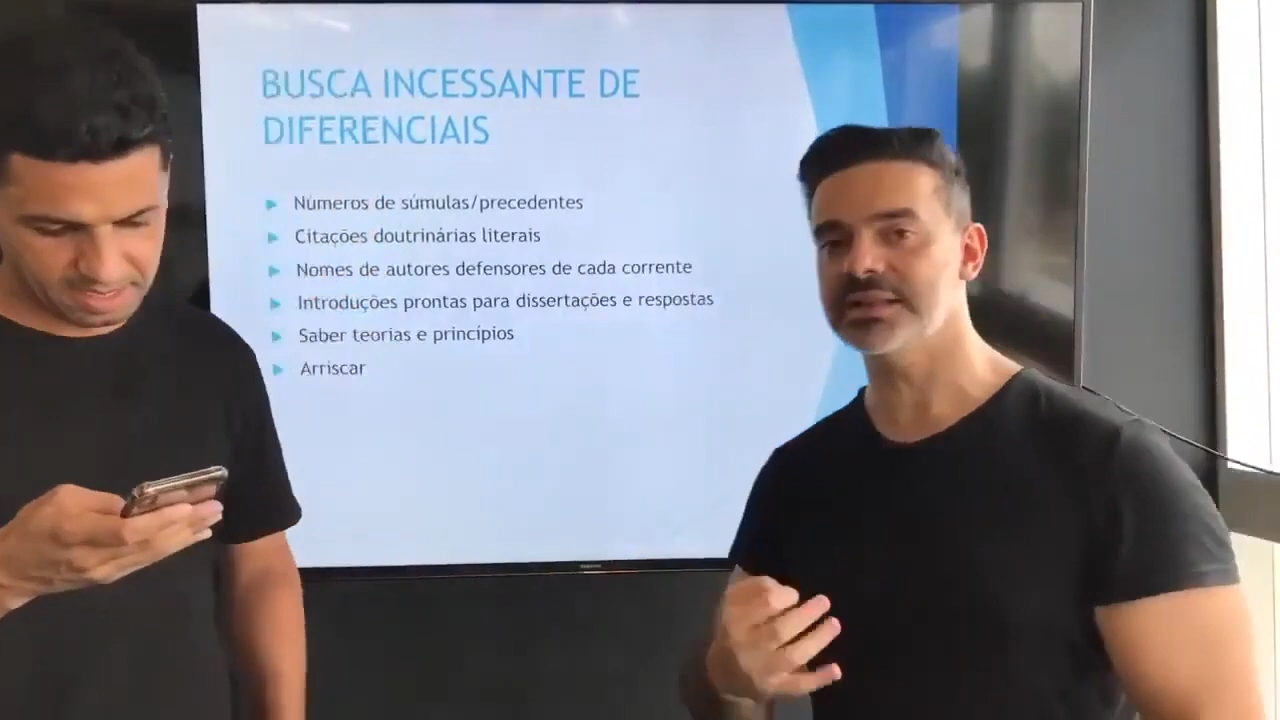 BUSCA INCESSANTE DE
DIFERENCIAIS
Números de súmulas/precedentes
Citações doutrinárias literais
Nomes de autores defensores de cada corrente
Introduções prontas para dissertações e respostas
Saber teorias e princípios
Arriscar